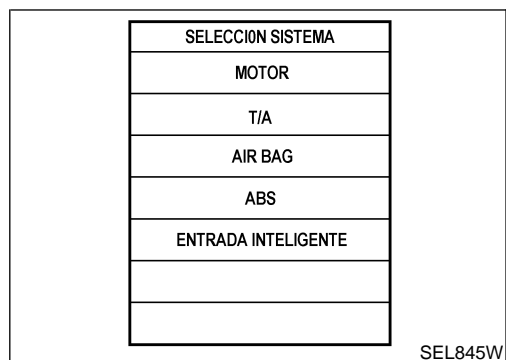 SELECCI0N SISTEMA
MOTOR
T/A
AIR BAG
ABS
ENTRADA INTELIGENTE
SEL845W